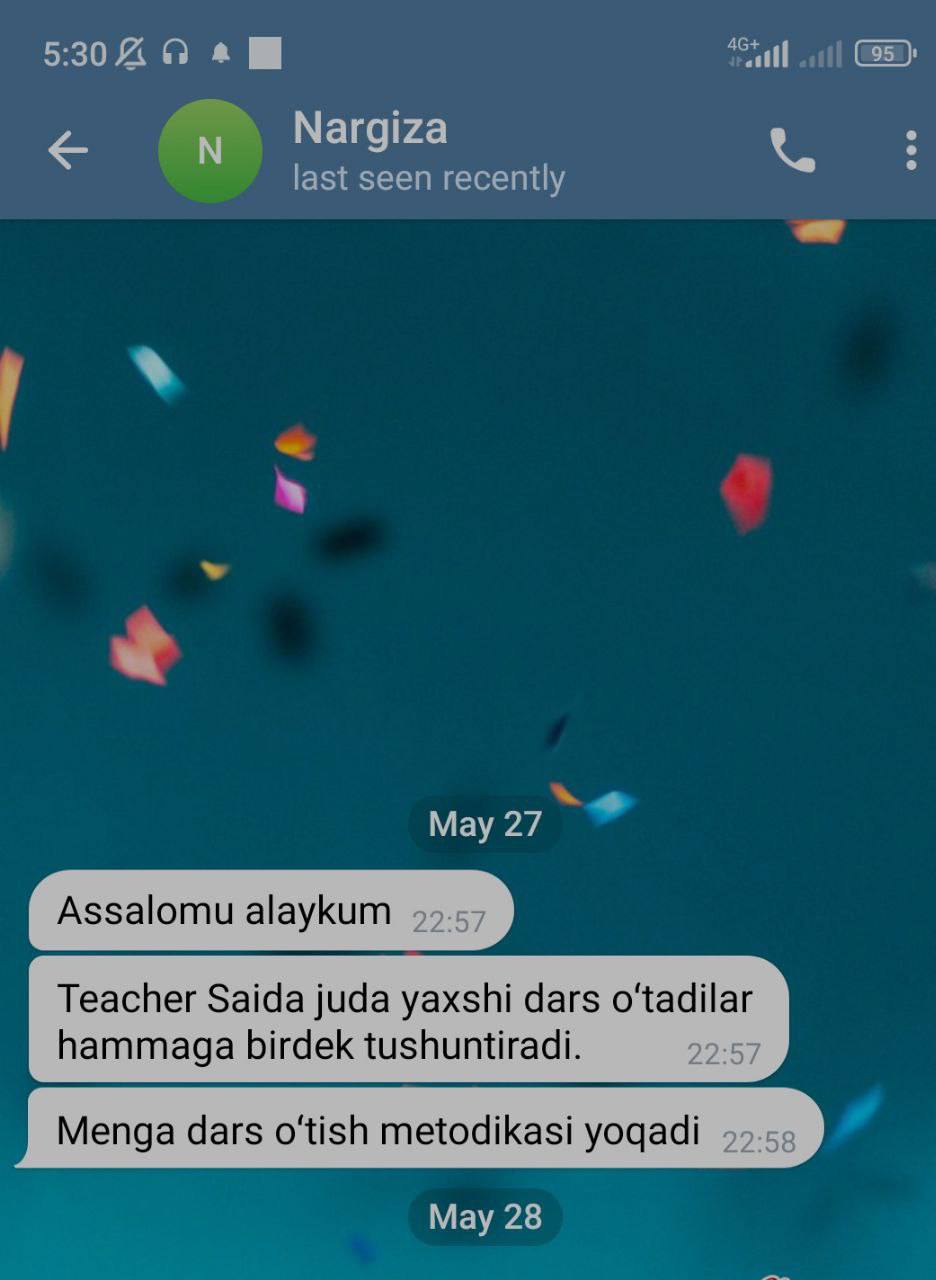 5:30
4G+
95
N
Nargiza
last seen recently
May 27
Assalomu alaykum 22:57
Teacher Saida juda yaxshi dars oʻtadilar
hammaga birdek tushuntiradi. 22:57
Menga dars oʻtish metodikasi yoqadi 22:58
May 28